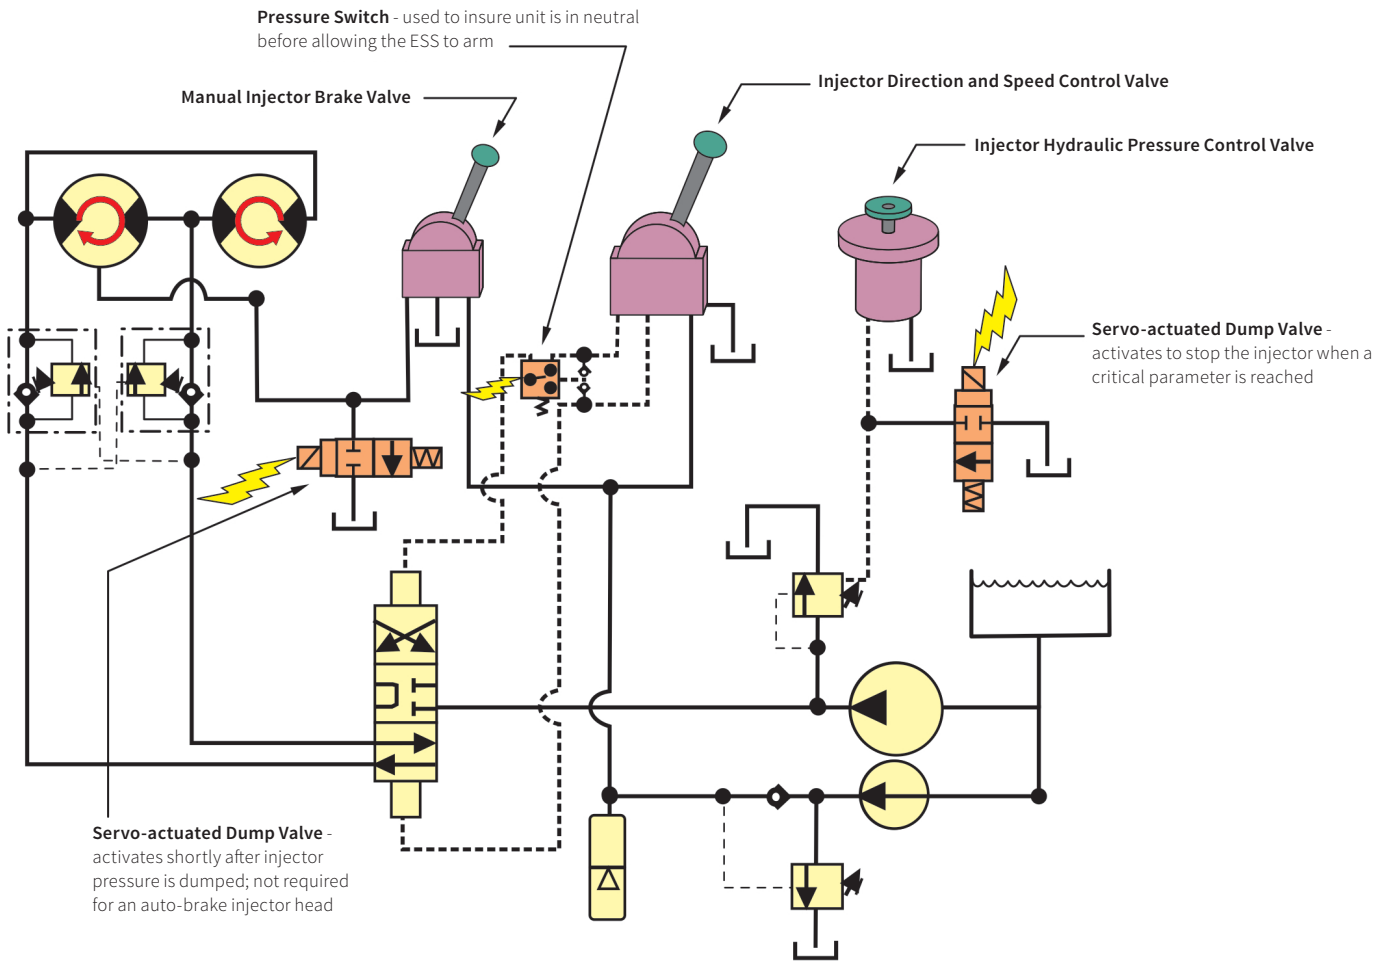 Pressure Switch - used to insure unit is in neutral
before allowing the ESS to arm
Manual Injector Brake Valve
Injector Direction and Speed Control Valve
Injector Hydraulic Pressure Control Valve
Servo-actuated Dump Valve -
activates to stop the injector when a
critical parameter is reached
Servo-actuated Dump Valve -
activates shortly after injector
pressure is dumped; not required
for an auto-brake injector head